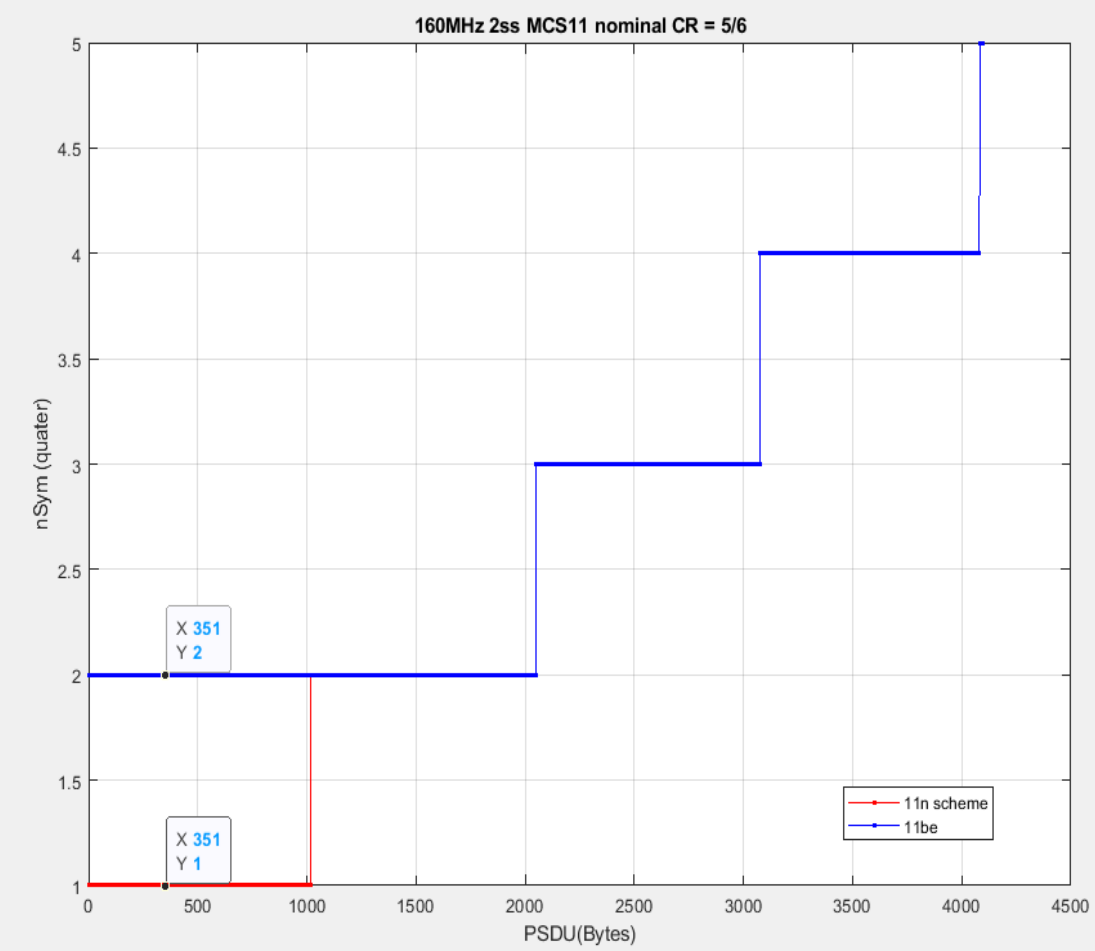 160MHz 2ss MCS11 nominal CR = 5/6
5
4.5
4
3.5
3
2.5
2
1.5
1
nSym (quater)
X 351
Y 2
X 351
Y 1
11n scheme
11be
0 500 1000 1500 2000 2500 3000 3500 4000 4500
PSDU(Bytes)